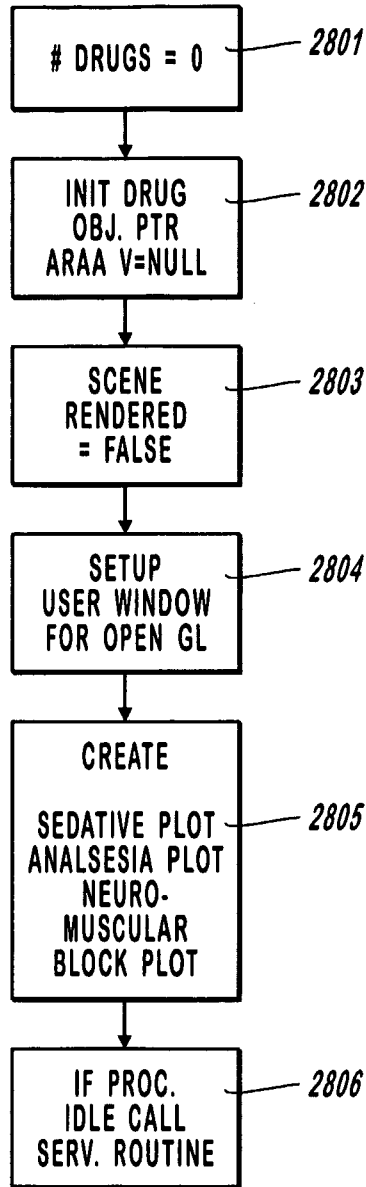 # DRUGS = 0
2801
INIT DRUG
OBJ. PTR
ARAA V=NULL
2802
SCENE
RENDERED
= FALSE
2803
SETUP
USER WINDOW
FOR OPEN GL
2804
CREATE
SEDATIVE PLOT
ANALSESIA PLOT
NEURO-
MUSCULAR
BLOCK PLOT
2805
IF PROC.
IDLE CALL
SERV. ROUTINE
2806